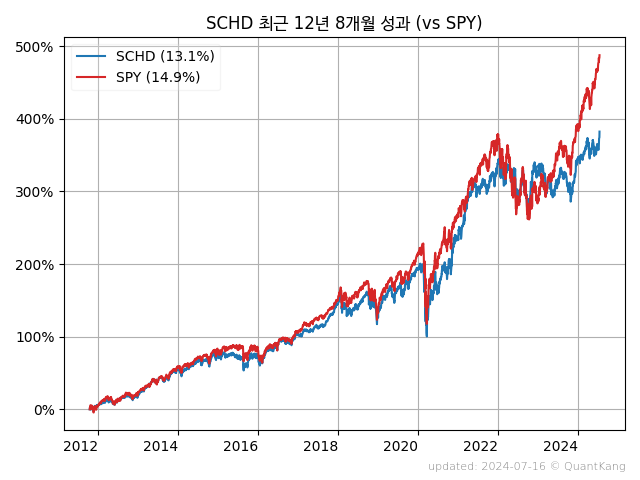 SCHD 최근 12년 8개월 성과 (vs SPY)
500%
SCHD (13.1%)
SPY (14.9%)
400%
300%
200%
100%
0%
2012 2014 2016 2018 2020 2022 2024
updated: 2024-07-16 © QuantKang